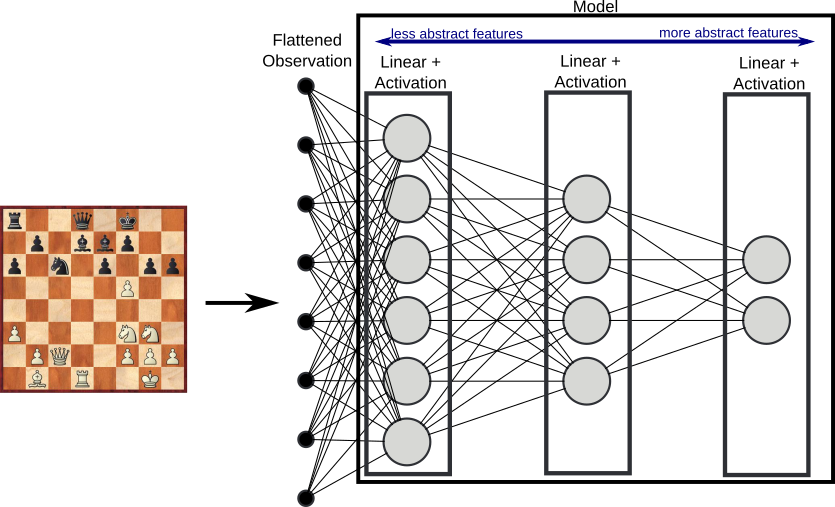 Model
less abstract features
more abstract features
Flattened
Observation
Linear +
Activation
Linear +
Activation
Linear +
Activation